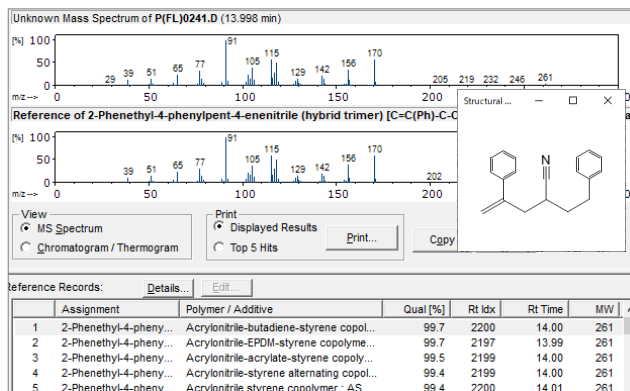 Unknown Mass Spectrum of P(FL)0241.D (13.998 min)
[%] 100
50
0
29 39 51 65 77 91 105 115 129 142 156 170 205 219 232 246 261
m/z --> 0 50 100 150 200
Reference of 2-Phenethyl-4-phenylpent-4-enenitrile (hybrid trimer) [C=C(Ph)-C-C
Structural ...
[%] 100
50
0
39 51 65 77 91 105 115 129 142 156 170 202
m/z --> 0 50 100 150 200
N
View
MS Spectrum
Chromatogram / Thermogram
Print
Displayed Results
Top 5 Hits
Print...
Copy
Reference Records:
Details...
Edit...
Assignment Polymer / Additive Qual [%] Rt Idx Rt Time MW
1 2-Phenethyl-4-pheny... Acrylonitrile-butadiene-styrene copol... 99.7 2200 14.00 261
2 2-Phenethyl-4-pheny... Acrylonitrile-EPDM-styrene copolyme... 99.7 2197 13.99 261
3 2-Phenethyl-4-pheny... Acrylonitrile-acrylate-styrene copoly... 99.5 2199 14.00 261
4 2-Phenethyl-4-pheny... Acrylonitrile-styrene alternating copol... 99.4 2199 14.00 261
5 2-Phenethyl-4-pheny... Acrylonitrile styrene copolymer ; AS 99.4 2200 14.01 261